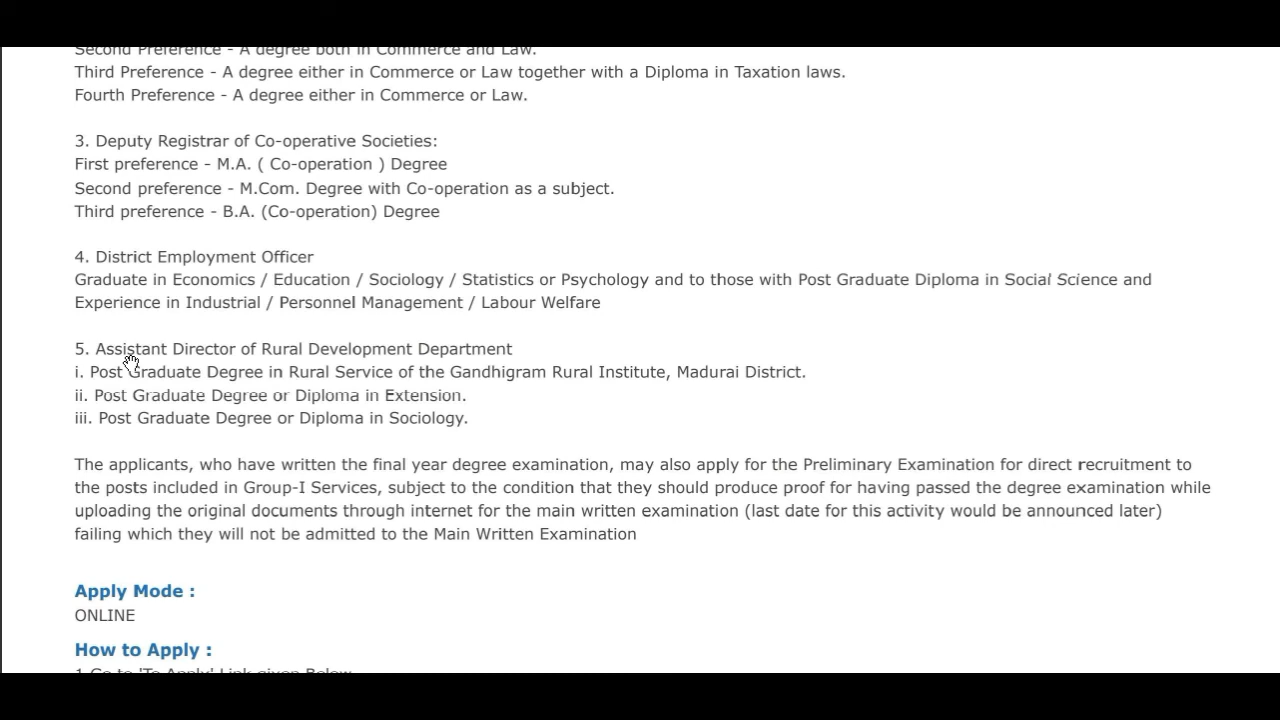 Second Preference - A degree both in Commerce and Law.
Third Preference - A degree either in Commerce or Law together with a Diploma in Taxation laws.
Fourth Preference - A degree either in Commerce or Law.
3. Deputy Registrar of Co-operative Societies:
First preference - M.A. ( Co-operation ) Degree
Second preference - M.Com. Degree with Co-operation as a subject.
Third preference - B.A. (Co-operation) Degree
4. District Employment Officer
Graduate in Economics / Education / Sociology / Statistics or Psychology and to those with Post Graduate Diploma in Social Science and
Experience in Industrial / Personnel Management / Labour Welfare
5. Assistant Director of Rural Development Department
i. Post Graduate Degree in Rural Service of the Gandhigram Rural Institute, Madurai District.
ii. Post Graduate Degree or Diploma in Extension.
iii. Post Graduate Degree or Diploma in Sociology.
The applicants, who have written the final year degree examination, may also apply for the Preliminary Examination for direct recruitment to
the posts included in Group-I Services, subject to the condition that they should produce proof for having passed the degree examination while
uploading the original documents through internet for the main written examination (last date for this activity would be announced later)
failing which they will not be admitted to the Main Written Examination
Apply Mode :
ONLINE
How to Apply :
1.Go to 'To Apply' Link given Below